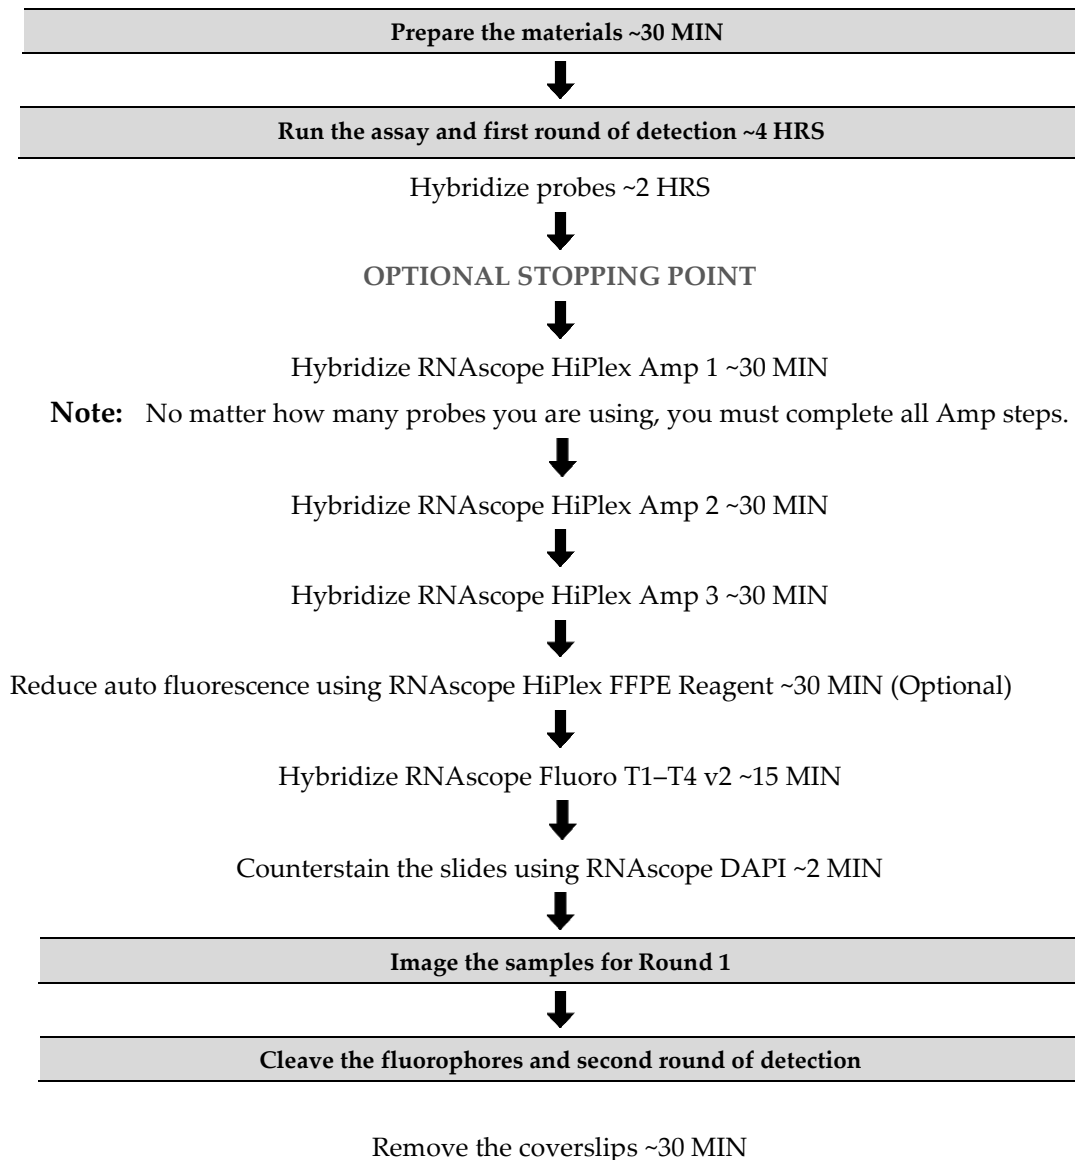 Prepare the materials ~30 MIN
Run the assay and first round of detection ~4 HRS
Hybridize probes ~2 HRS
OPTIONAL STOPPING POINT
Hybridize RNAscope HiPlex Amp 1 ~30 MIN
Note: No matter how many probes you are using, you must complete all Amp steps.
Hybridize RNAscope HiPlex Amp 2 ~30 MIN
Hybridize RNAscope HiPlex Amp 3 ~30 MIN
Reduce auto fluorescence using RNAscope HiPlex FFPE Reagent ~30 MIN (Optional)
Hybridize RNAscope Fluoro T1–T4 v2 ~15 MIN
Counterstain the slides using RNAscope DAPI ~2 MIN
Image the samples for Round 1
Cleave the fluorophores and second round of detection
Remove the coverslips ~30 MIN